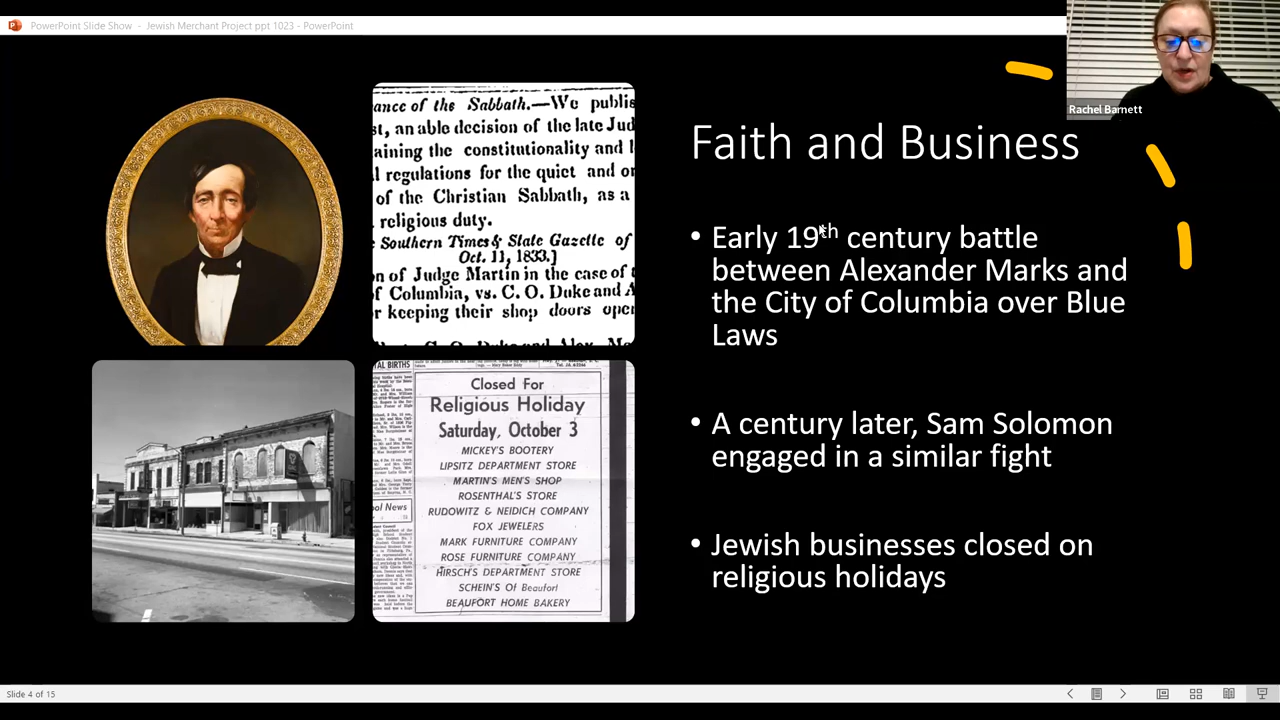 PowerPoint Slide Show - Jewish Merchant Project ppt 1023 - PowerPoint
Rachel Barnett
ance of the Sabbath.—We publis
st, an able decision of the late Jud
aining the constitutionality and l
l regulations for the quiet and or
of the Christian Sabbath, as a
religious duty.
Southern Times & State Gazette of
Oct. 11, 1833.]
n of Judge Martin in the case of
f Columbia, vs. C. O. Duke and A
r keeping their shop doors open
Faith and Business
• Early 19th century battle
between Alexander Marks and
the City of Columbia over Blue
Laws
• A century later, Sam Solomon
engaged in a similar fight
• Jewish businesses closed on
religious holidays
AL BIRTHS
ol News
Closed For
Religious Holiday
Saturday, October 3
MICKEY'S BOOTERY
LIPSITZ DEPARTMENT STORE
MARTIN'S MEN'S SHOP
ROSENTHAL'S STORE
RUDOWITZ & NEIDICH COMPANY
FOX JEWELERS
MARK FURNITURE COMPANY
ROSE FURNITURE COMPANY
HIRSCH'S DEPARTMENT STORE
SCHEIN'S Of Beaufort
BEAUFORT HOME BAKERY
Slide 4 of 15